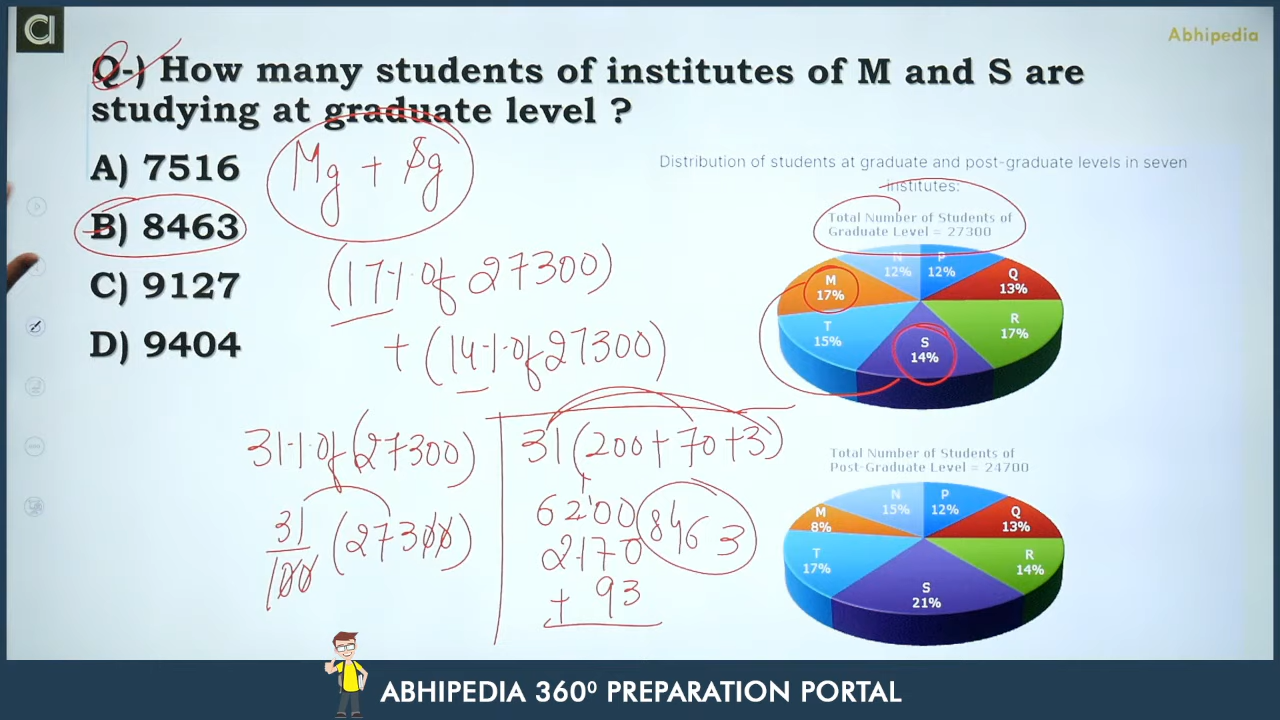 Abhipedia
Q-) How many students of institutes of M and S are
studying at graduate level ?
A) 7516
B) 8463
C) 9127
D) 9404
Mg + Sg
(17% of 27300)
+ (14% of 27300)
31% of (27300)
31
100
(27300)
31 (200+70+3)
6200
2170
+ 93
8463
Distribution of students at graduate and post-graduate levels in seven
institutes:
Total Number of Students of
Graduate Level = 27300
N
12%
P
12%
M
17%
Q
13%
T
15%
R
17%
S
14%
Total Number of Students of
Post-Graduate Level = 24700
N
15%
P
12%
M
8%
Q
13%
T
17%
R
14%
S
21%
ABHIPEDIA 360⁰ PREPARATION PORTAL